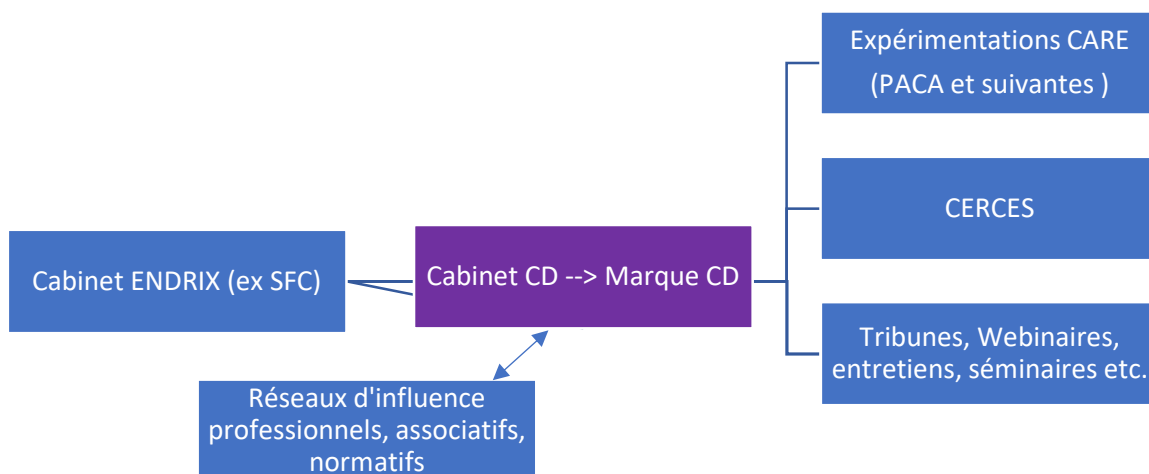 Expérimentations CARE
(PACA et suivantes )
CERCES
Cabinet ENDRIX (ex SFC)
Cabinet CD --> Marque CD
Tribunes, Webinaires,
entretiens, séminaires etc.
Réseaux d'influence
professionnels, associatifs,
normatifs